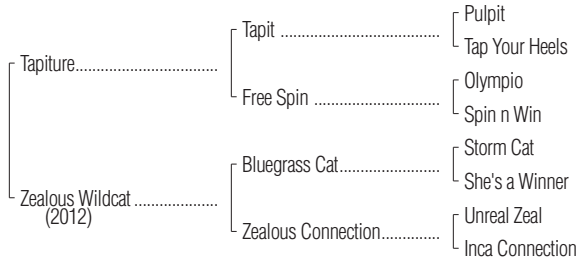 Pulpit
Tapit
Tap Your Heels
Tapiture
Olympio
Free Spin
Spin n Win
Storm Cat
Bluegrass Cat
She's a Winner
Zealous Wildcat
(2012)
Unreal Zeal
Zealous Connection
Inca Connection